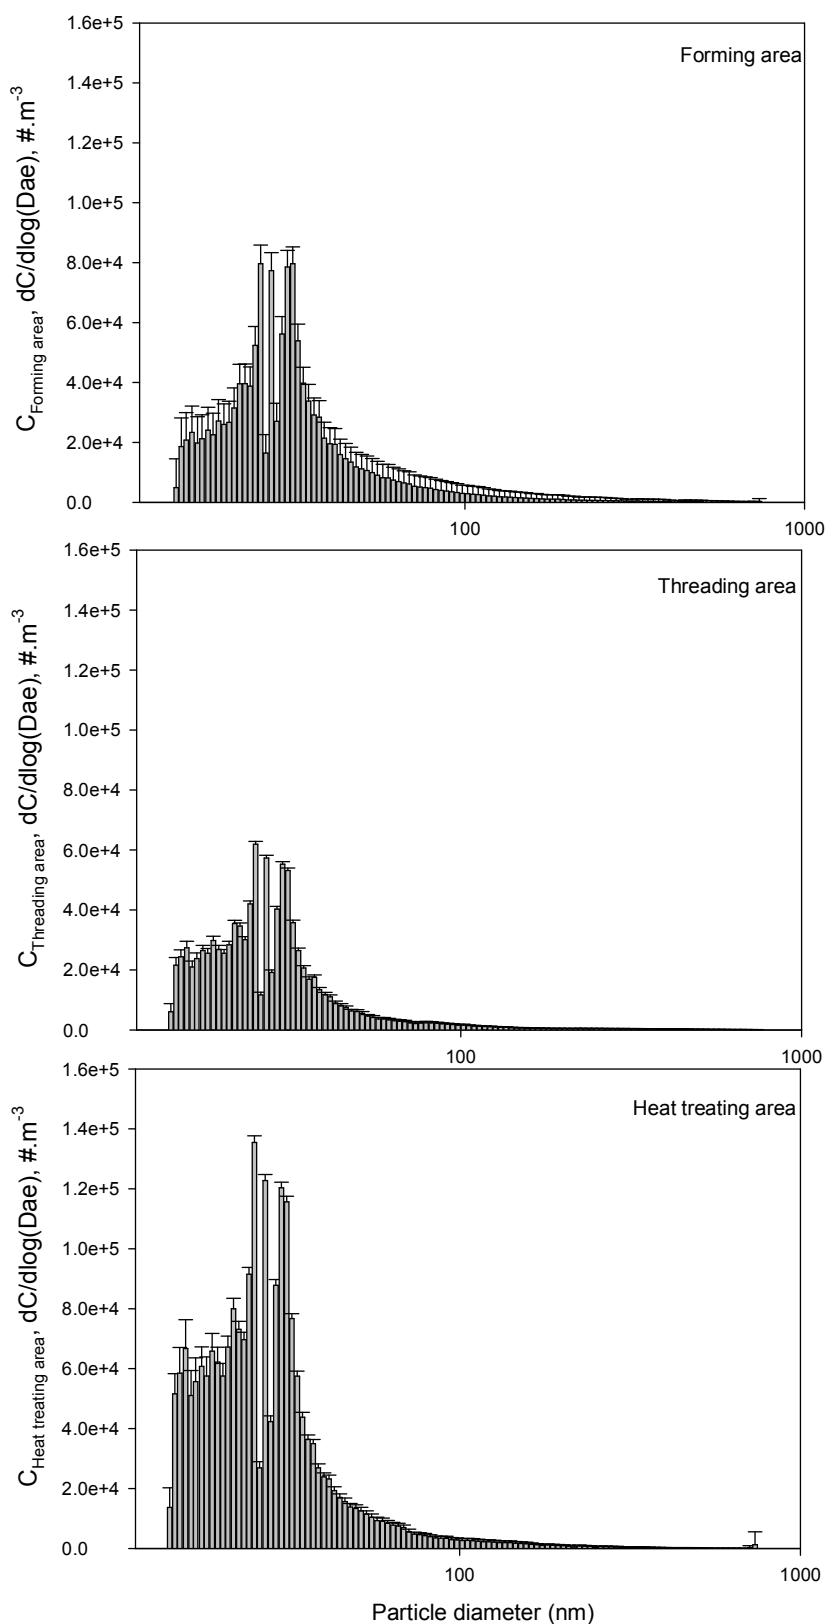 Forming area
C Forming area, dC/dlog(Dae), #.m-3
1.6e+5
1.4e+5
1.2e+5
1.0e+5
8.0e+4
6.0e+4
4.0e+4
2.0e+4
0.0
100
1000
Threading area
C Threading area, dC/dlog(Dae), #.m-3
1.6e+5
1.4e+5
1.2e+5
1.0e+5
8.0e+4
6.0e+4
4.0e+4
2.0e+4
0.0
100
1000
Heat treating area
C Heat treating area, dC/dlog(Dae), #.m-3
1.6e+5
1.4e+5
1.2e+5
1.0e+5
8.0e+4
6.0e+4
4.0e+4
2.0e+4
0.0
100
1000
Particle diameter (nm)